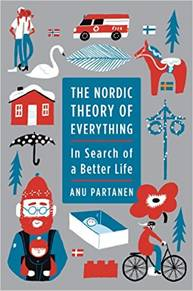 THE NORDIC
THEORY OF
EVERYTHING
In Search of
a Better Life
ANU PARTANEN